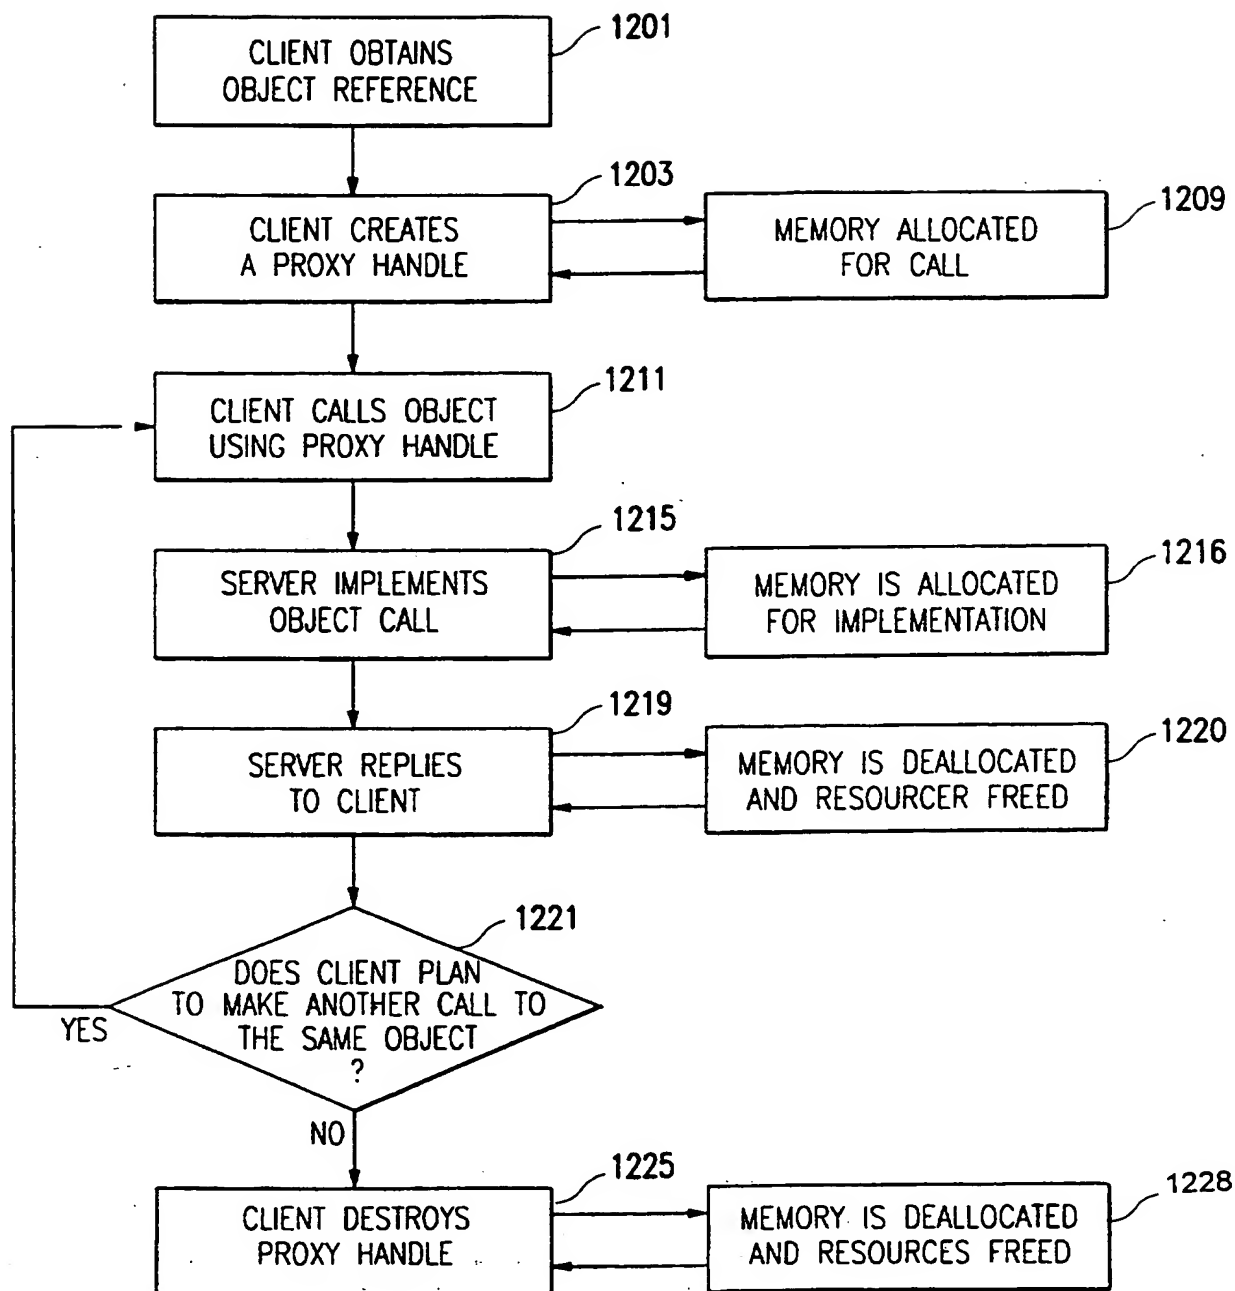 1201
CLIENT OBTAINS
OBJECT REFERENCE
1203
CLIENT CREATES
A PROXY HANDLE
1209
MEMORY ALLOCATED
FOR CALL
1211
CLIENT CALLS OBJECT
USING PROXY HANDLE
1215
SERVER IMPLEMENTS
OBJECT CALL
1216
MEMORY IS ALLOCATED
FOR IMPLEMENTATION
1219
SERVER REPLIES
TO CLIENT
1220
MEMORY IS DEALLOCATED
AND RESOURCER FREED
1221
DOES CLIENT PLAN
TO MAKE ANOTHER CALL TO
THE SAME OBJECT
?
YES
NO
1225
CLIENT DESTROYS
PROXY HANDLE
1228
MEMORY IS DEALLOCATED
AND RESOURCES FREED